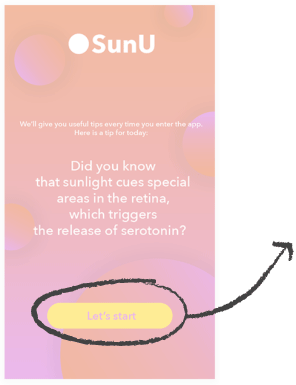 SunU
We'll give you useful tips every time you enter the app.
Here is a tip for today:
Did you know
that sunlight cues special
areas in the retina,
which triggers
the release of serotonin?
Let's start